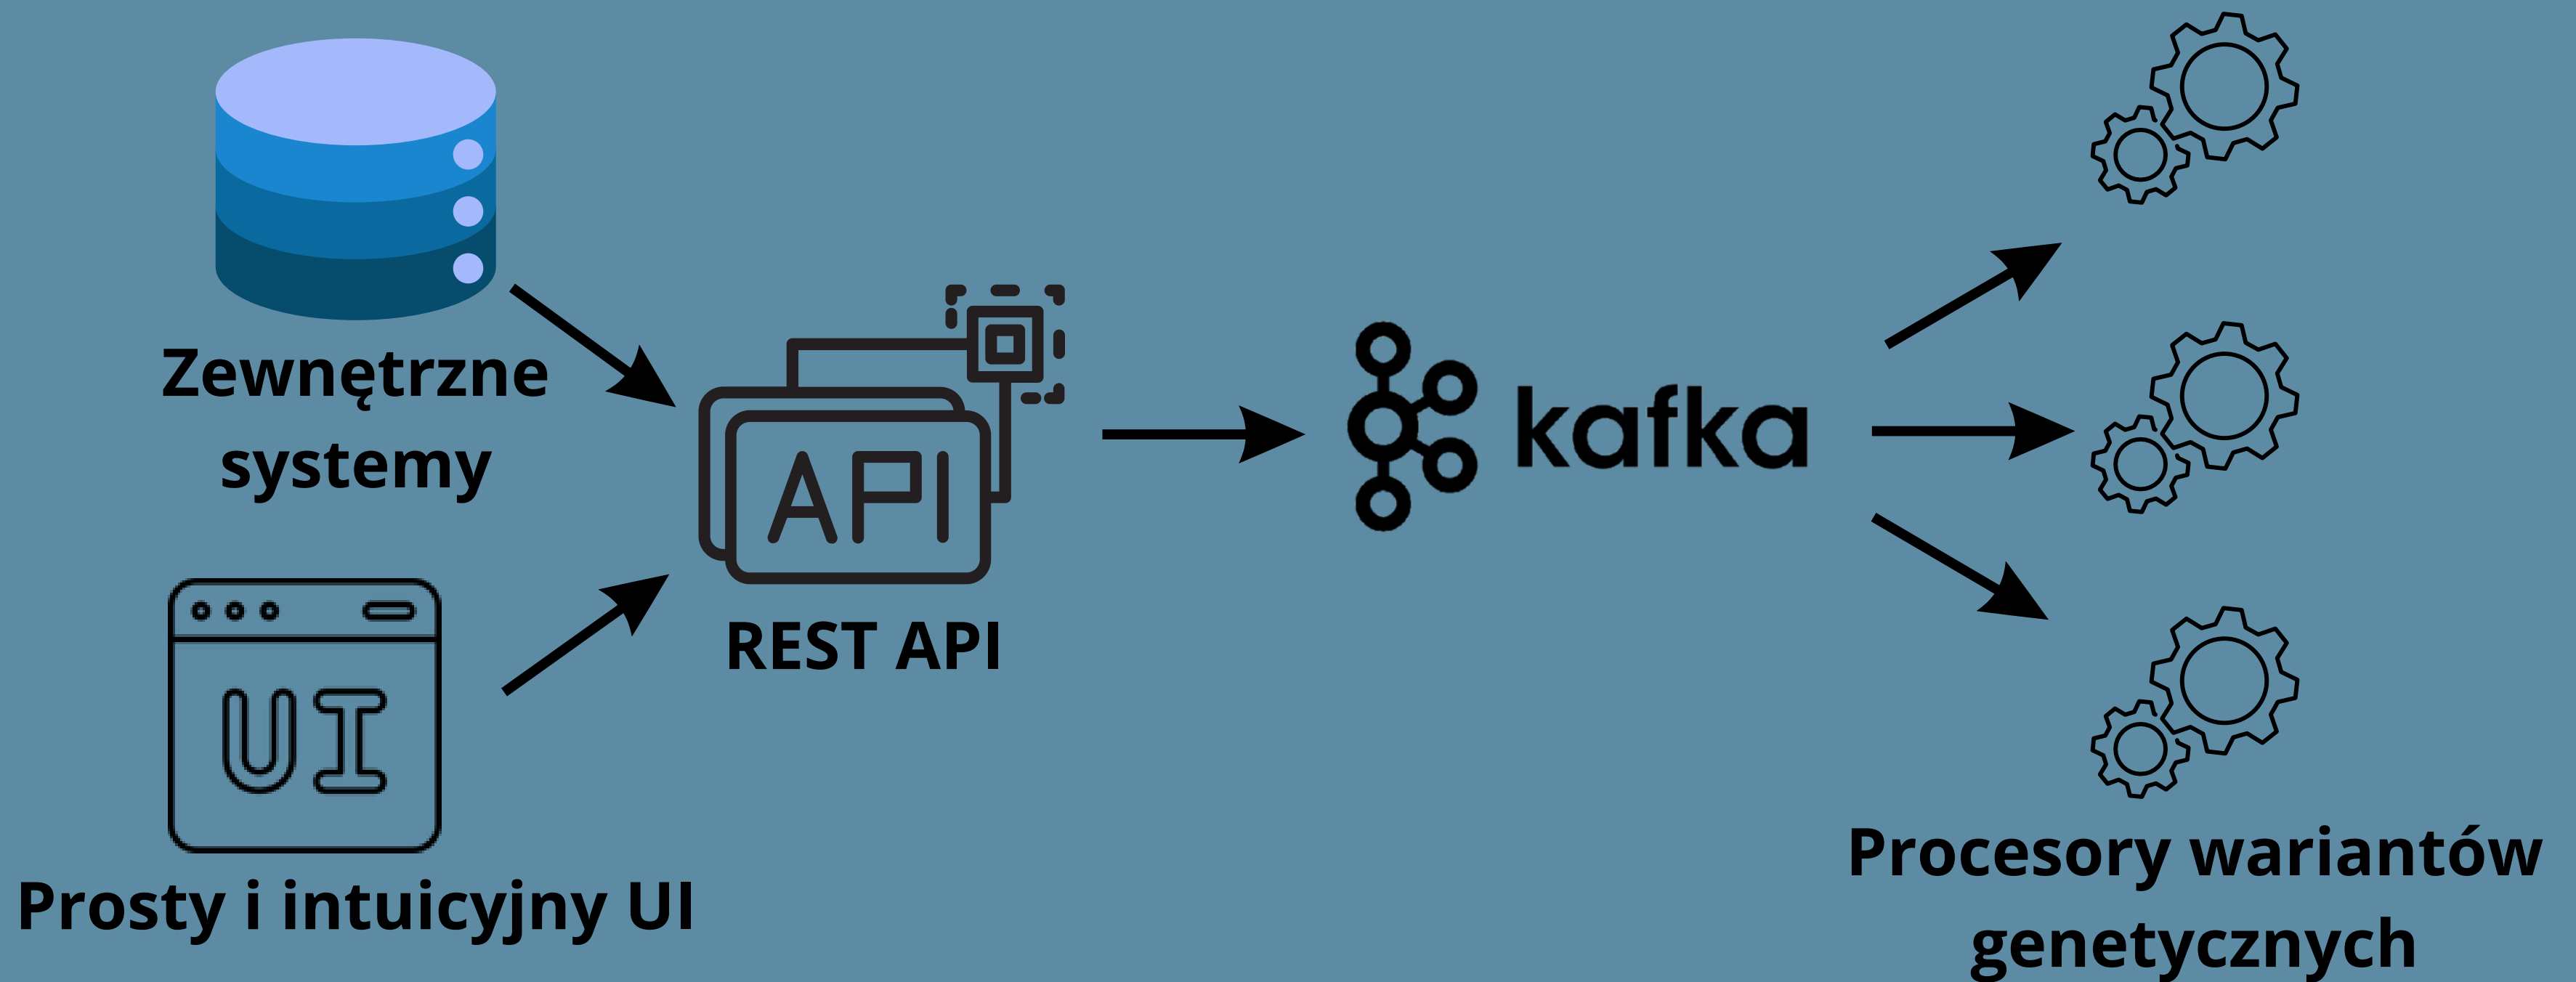 Zewnętrzne
systemy
UI
Prosty i intuicyjny UI
API
REST API
kafka
Procesory wariantów
genetycznych